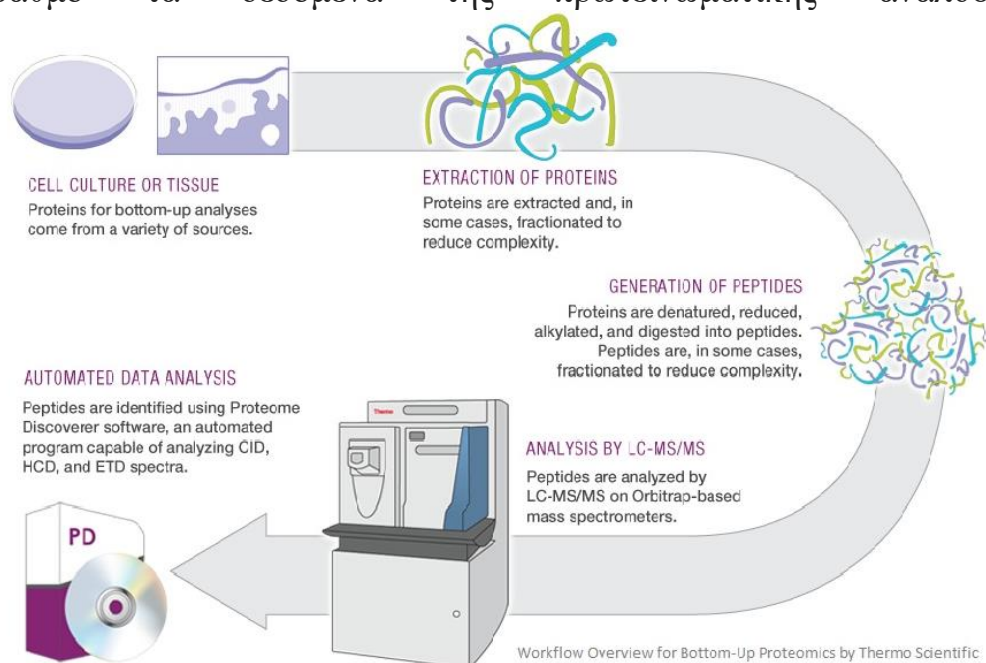 τα δεδομένα της πρωτεϊνωματικής
CELL CULTURE OR TISSUE
Proteins for bottom-up analyses
come from a variety of sources.
EXTRACTION OF PROTEINS
Proteins are extracted and, in
some cases, fractionated to
reduce complexity.
GENERATION OF PEPTIDES
Proteins are denatured, reduced,
alkylated, and digested into peptides.
Peptides are, in some cases,
fractionated to reduce complexity.
ANALYSIS BY LC-MS/MS
Peptides are analyzed by
LC-MS/MS on Orbitrap-based
mass spectrometers.
Thermo
AUTOMATED DATA ANALYSIS
Peptides are identified using Proteome
Discoverer software, an automated
program capable of analyzing CID,
HCD, and ETD spectra.
PD
Workflow Overview for Bottom-Up Proteomics by Thermo Scientific